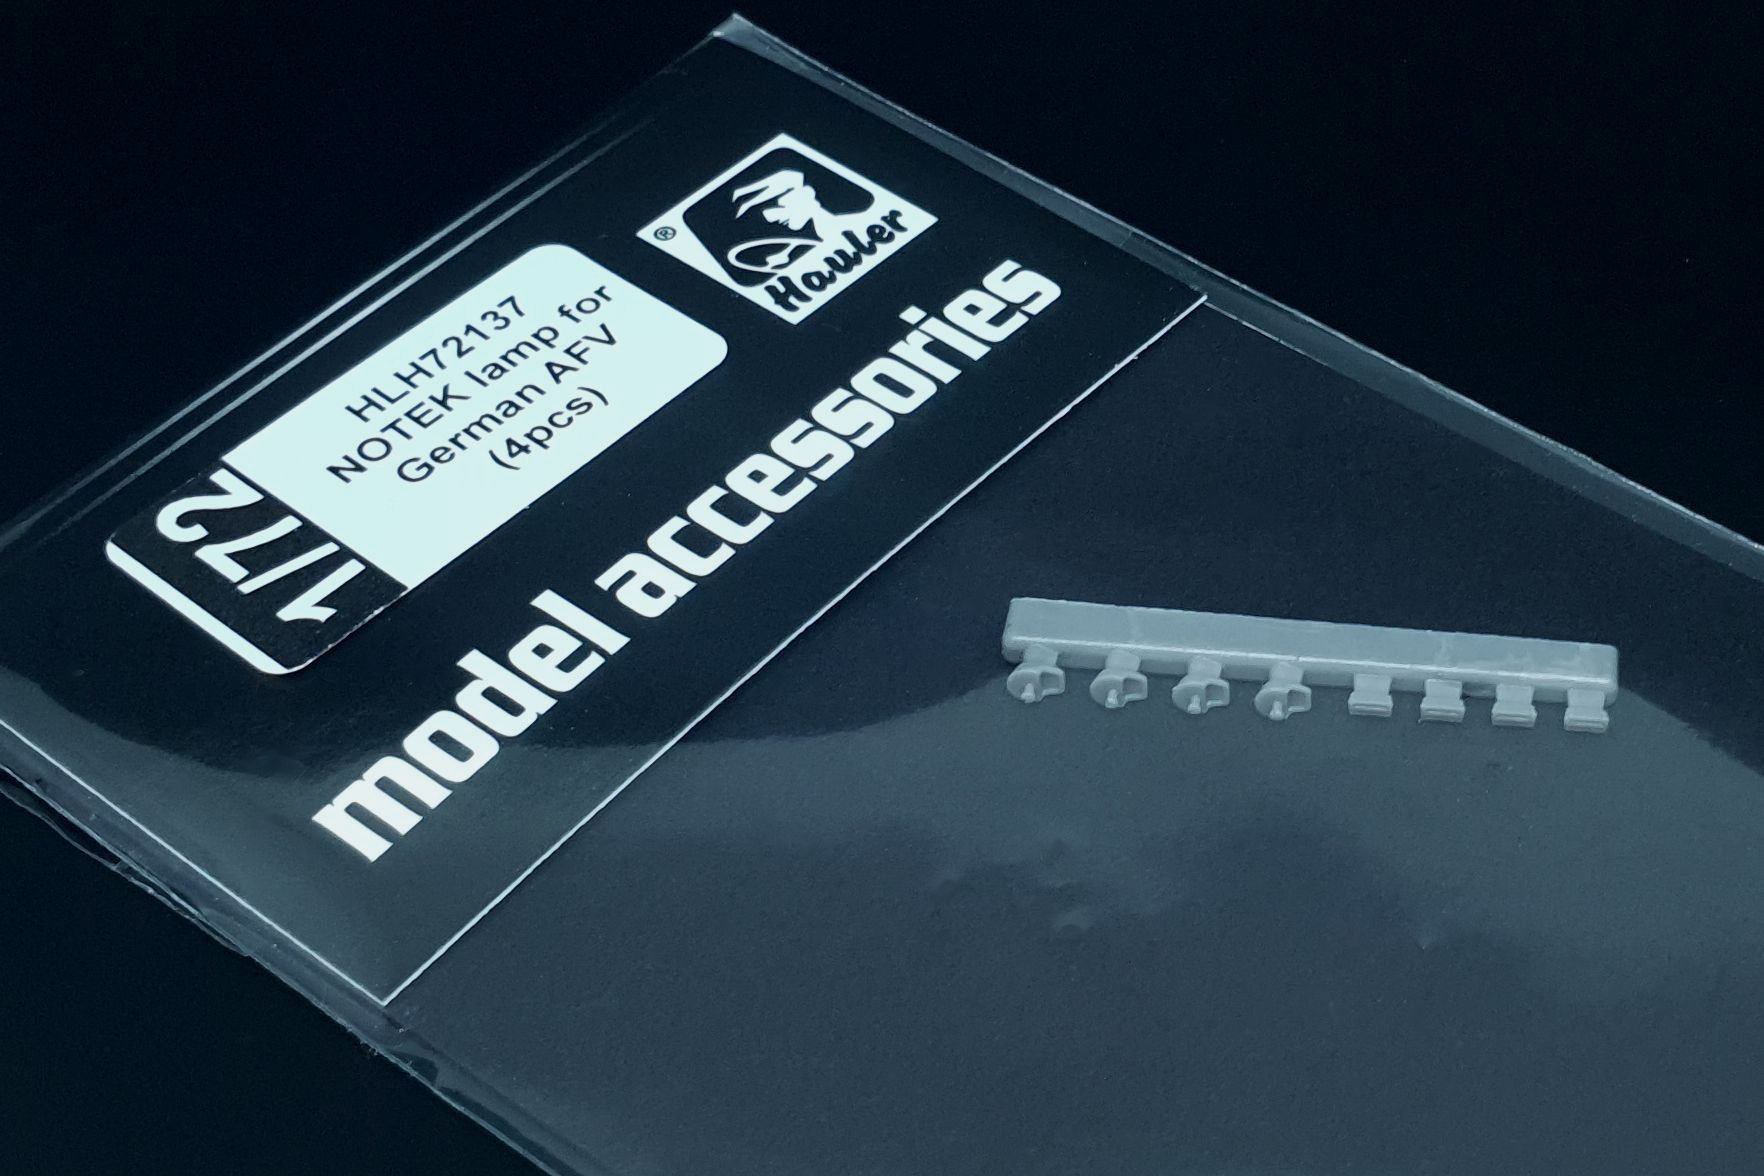 ®
Hauler
1/72
HLH72137
NOTEK lamp for
German AFV
(4pcs)
model accessories